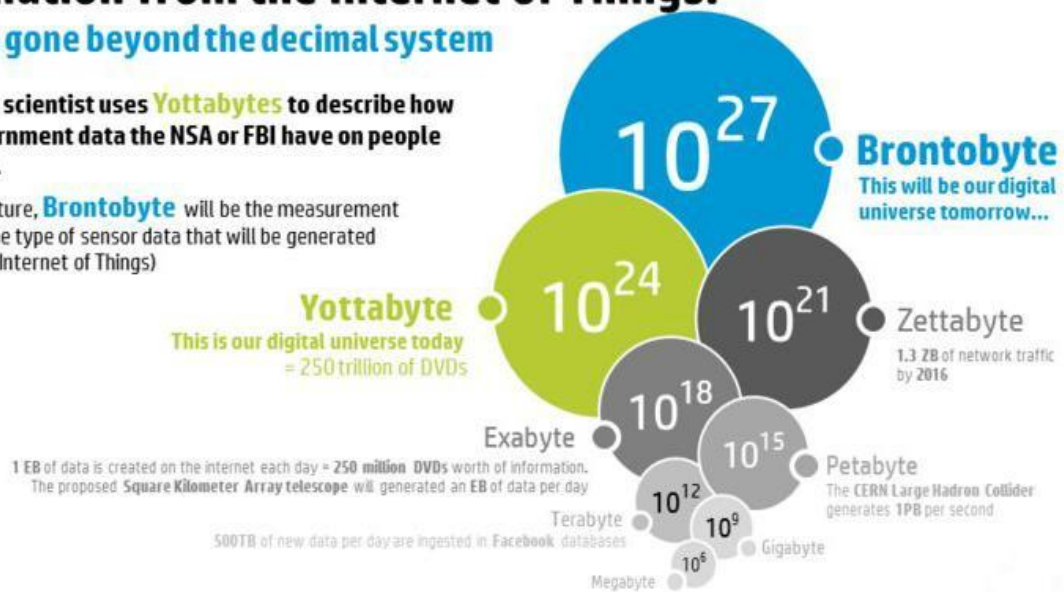 gone beyond the decimal system
scientist uses Yottabytes to describe how
rnment data the NSA or FBI have on people
ture, Brontobyte will be the measurement
e type of sensor data that will be generated
Internet of Things)
10^27
Brontobyte
This will be our digital
universe tomorrow...
10^24
Yottabyte
This is our digital universe today
= 250 trillion of DVDs
10^21
Zettabyte
1.3 ZB of network traffic
by 2016
10^18
Exabyte
1 EB of data is created on the internet each day = 250 million DVDs worth of information.
The proposed Square Kilometer Array telescope will generated an EB of data per day
10^15
Petabyte
The CERN Large Hadron Collider
generates 1PB per second
10^12
Terabyte
500TB of new data per day are ingested in Facebook databases
10^9
Gigabyte
10^6
Megabyte